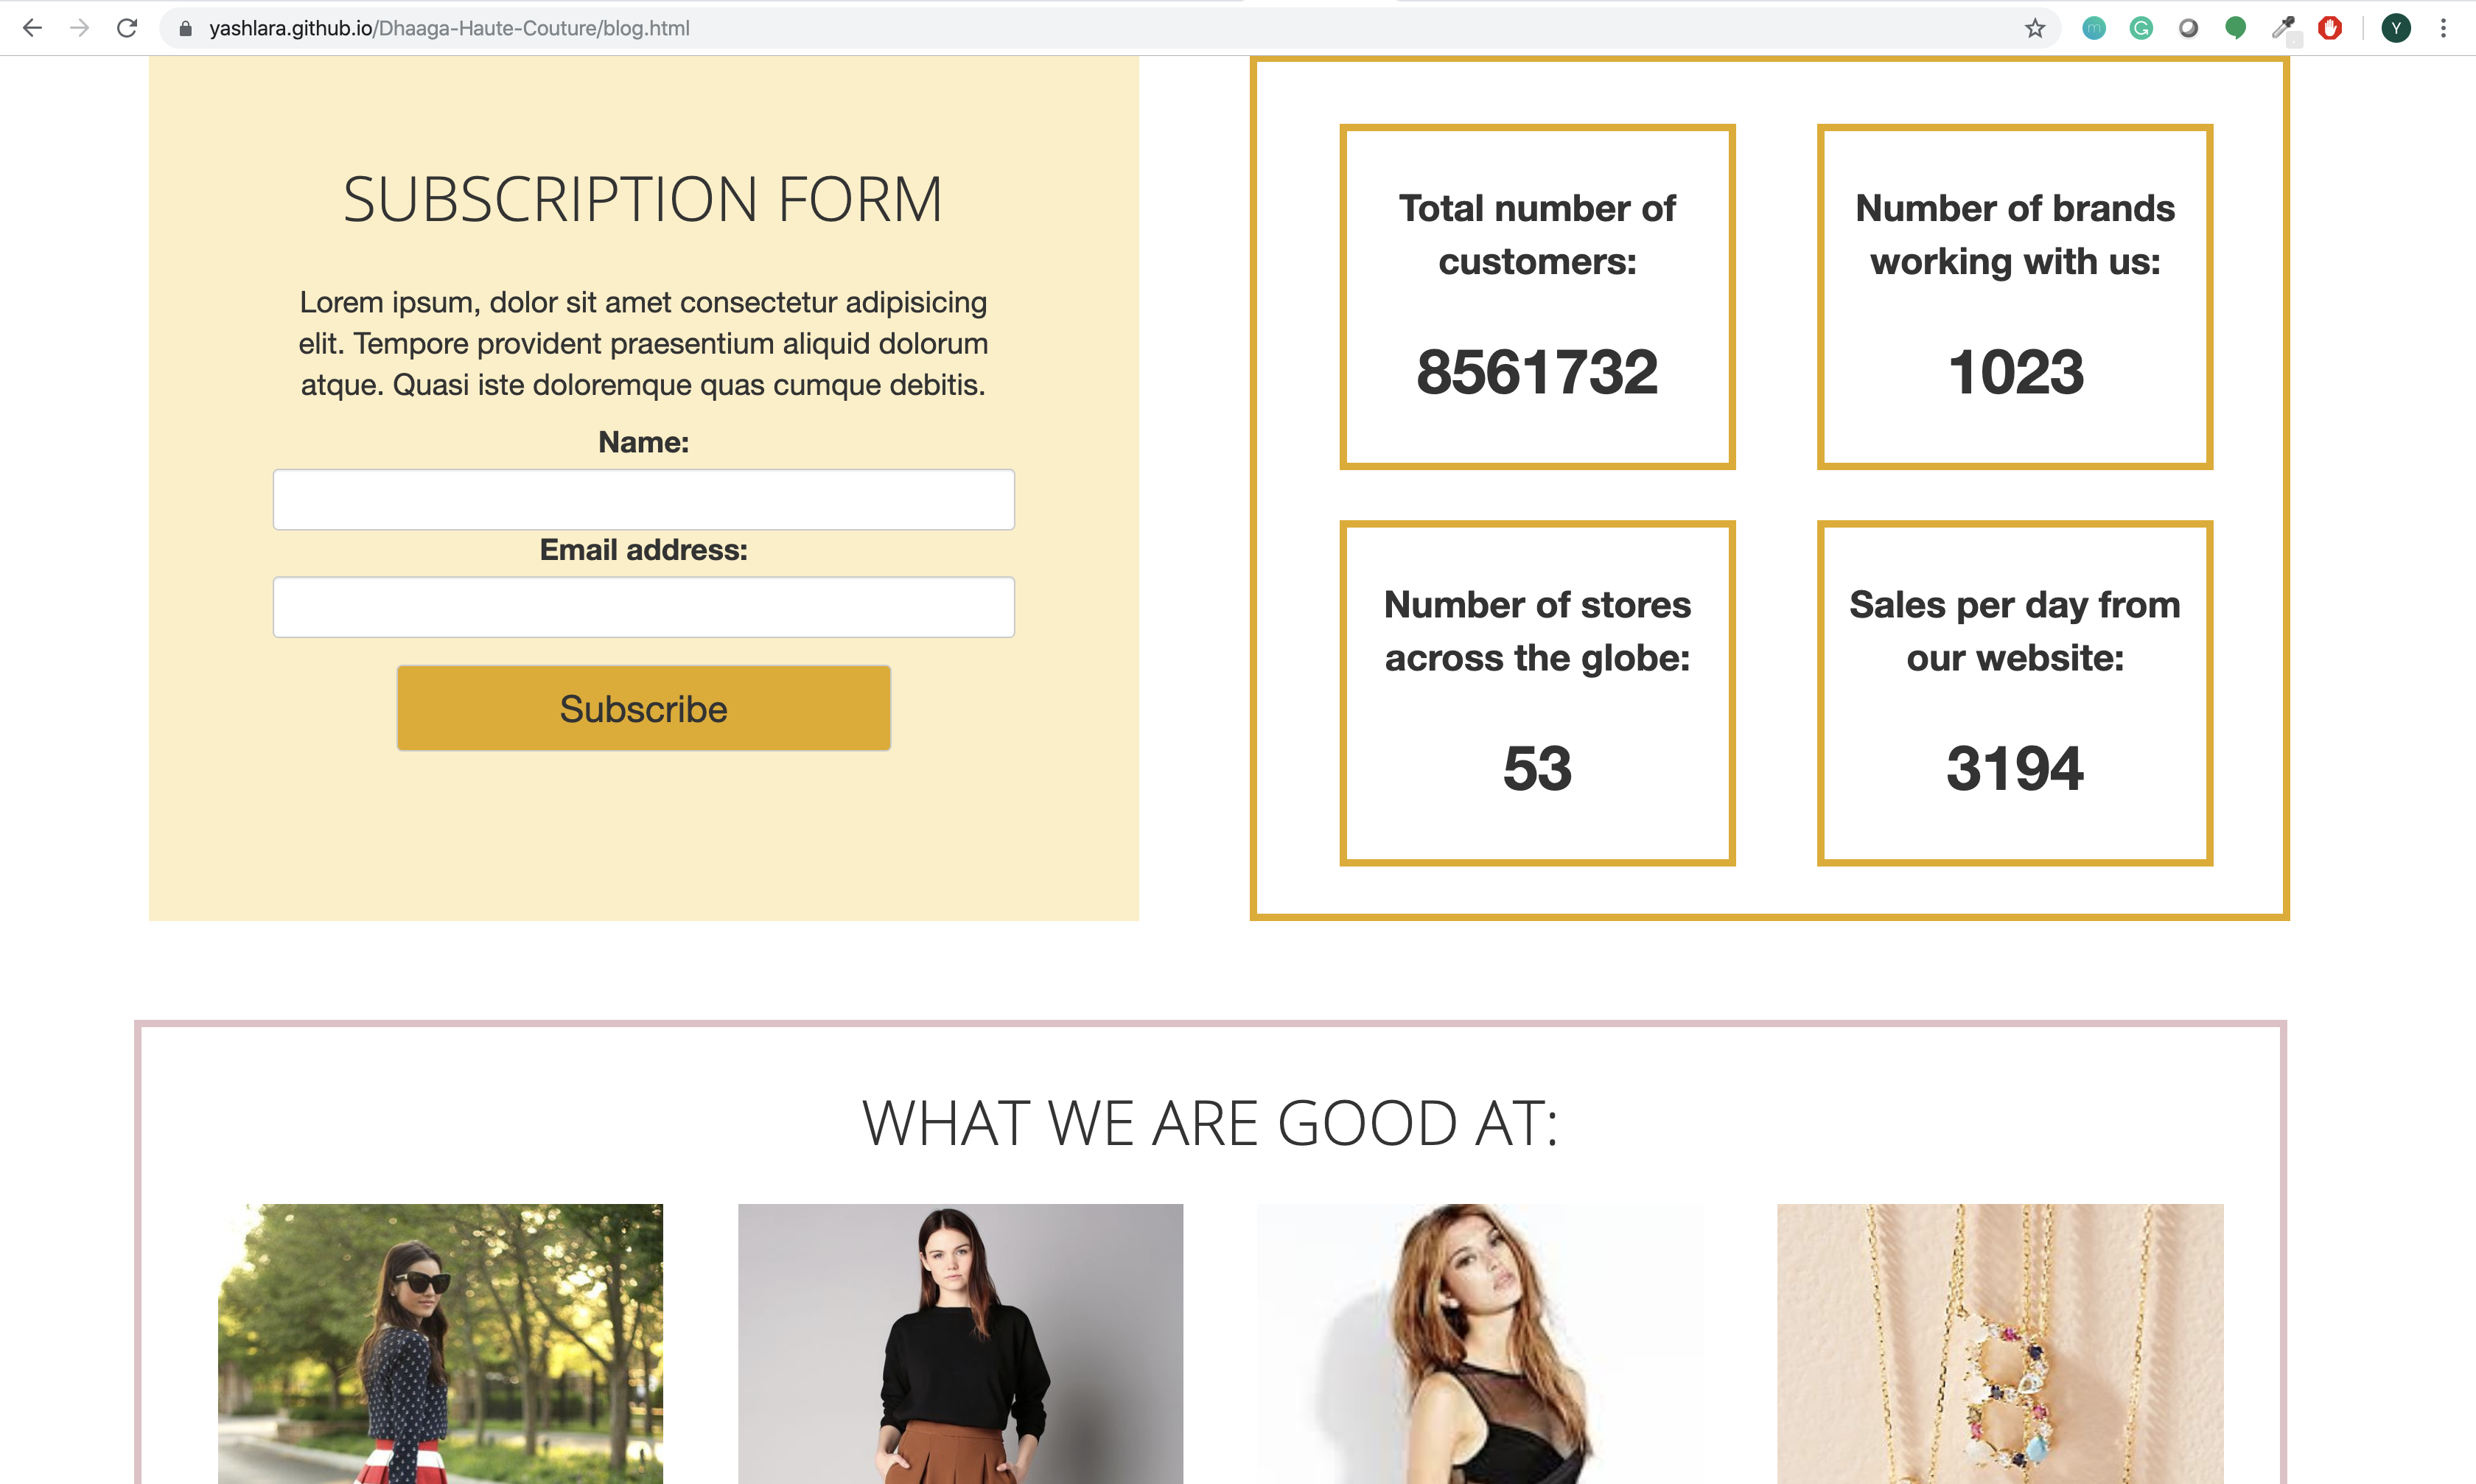 yashlara.github.io/Dhaaga-Haute-Couture/blog.html
Y
SUBSCRIPTION FORM
Lorem ipsum, dolor sit amet consectetur adipisicing
elit. Tempore provident praesentium aliquid dolorum
atque. Quasi iste doloremque quas cumque debitis.
Name:
Email address:
Subscribe
Total number of
customers:
8561732
Number of brands
working with us:
1023
Number of stores
across the globe:
53
Sales per day from
our website:
3194
WHAT WE ARE GOOD AT: